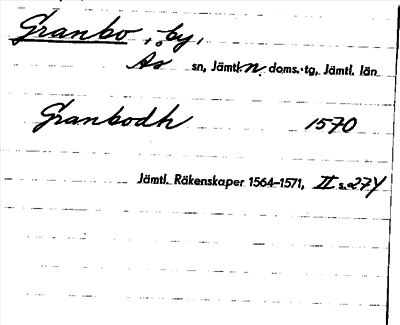 Granbo, by,
Ås sn, Jämtl. n. doms.-tg, Jämtl. län
Granbodh 1570
Jämtl. Räkenskaper 1564–1571, II s. 274